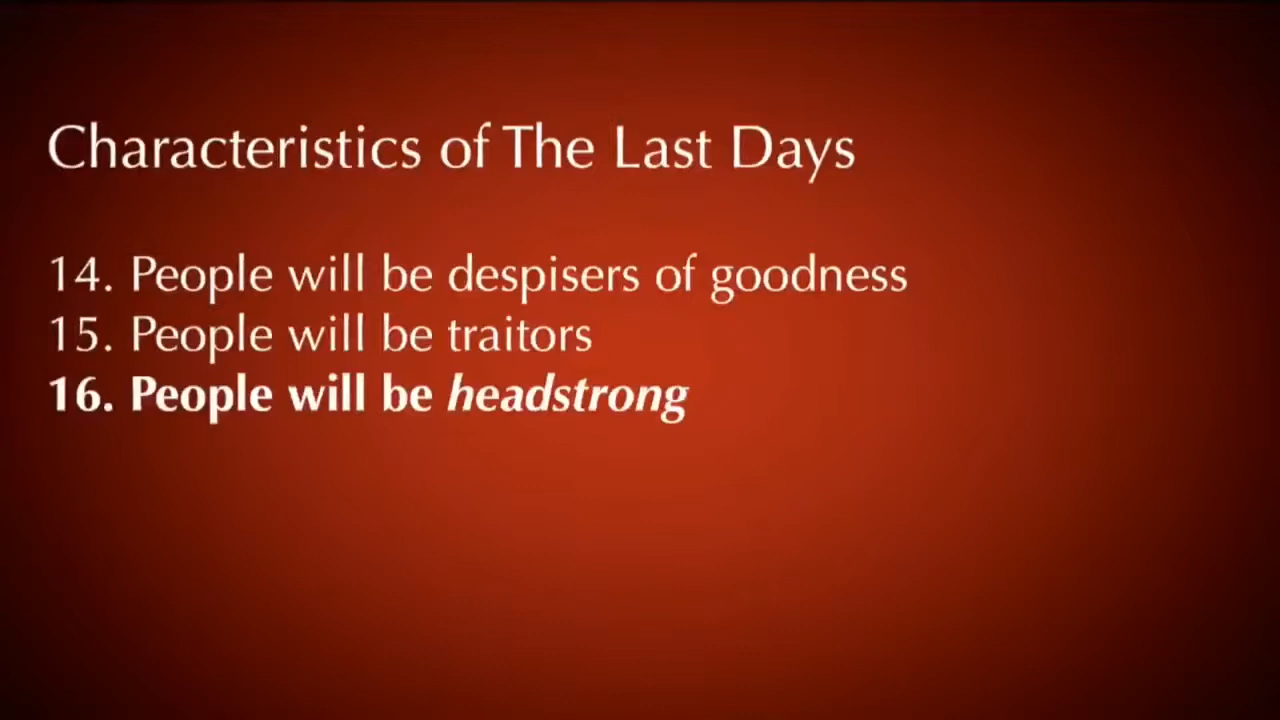 Characteristics of The Last Days
14. People will be despisers of goodness
15. People will be traitors
16. People will be headstrong